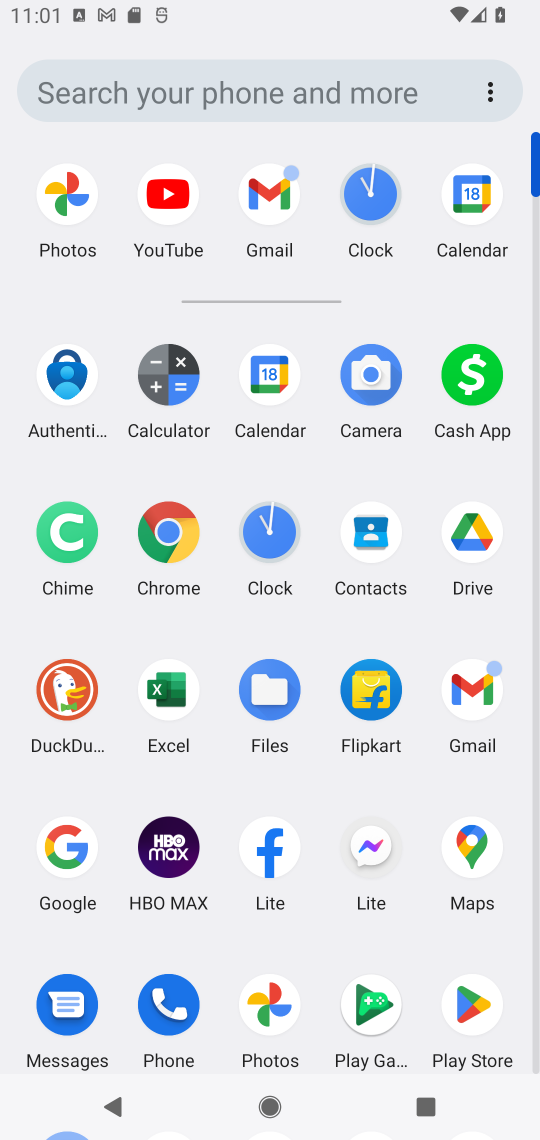 11:01
Search your phone and more
Photos YouTube Gmail Clock Calendar
Authenti... Calculator Calendar Camera Cash App
Chime Chrome Clock Contacts Drive
DuckDu... Excel Files Flipkart Gmail
Google HBO MAX Lite Lite Maps
Messages Phone Photos Play Ga... Play Store